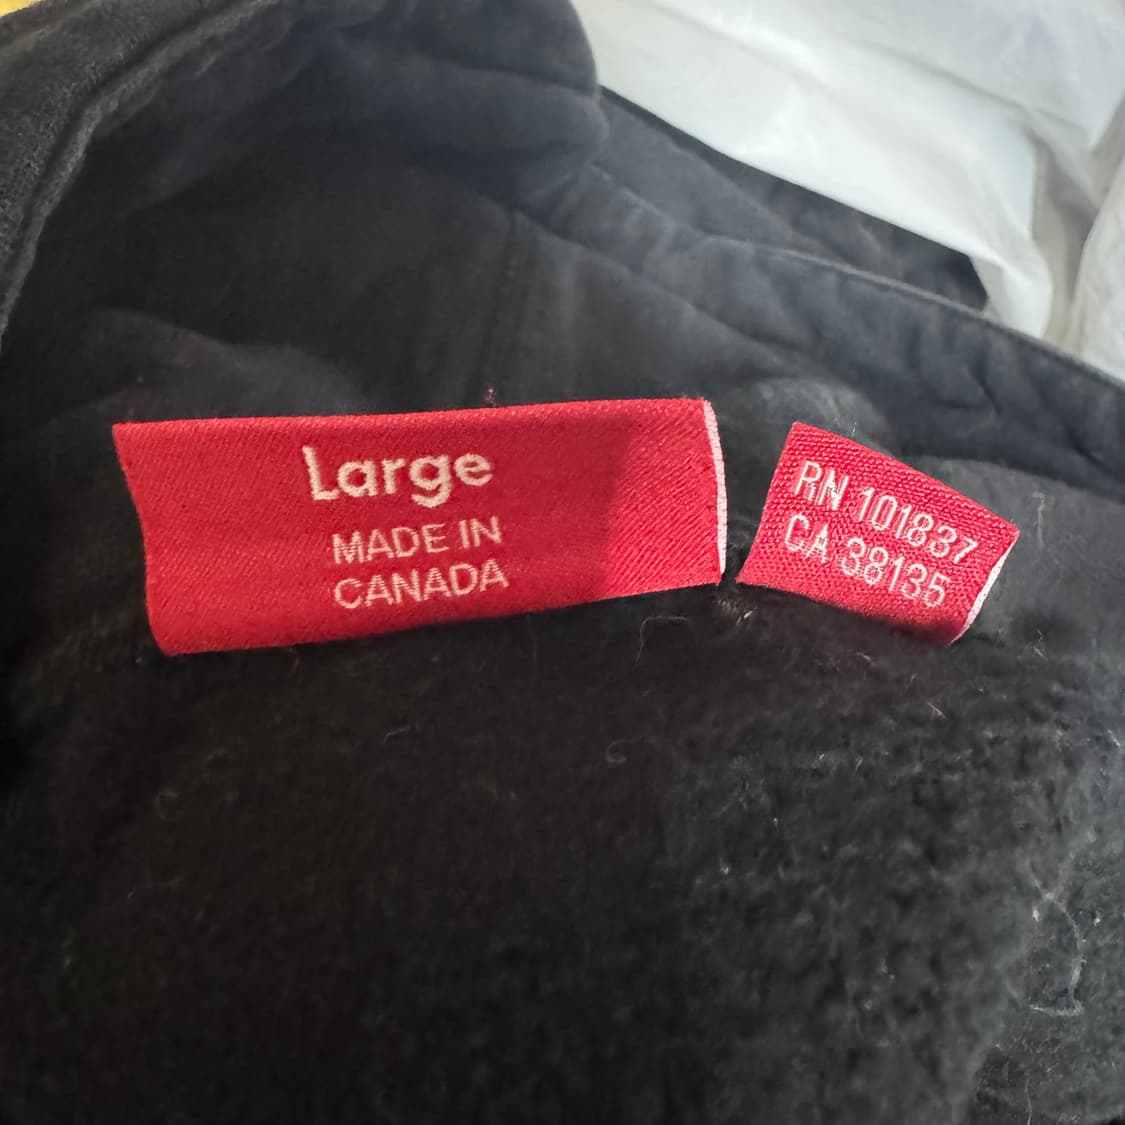 Large
MADE IN
CANADA
RN 101837
CA 38135